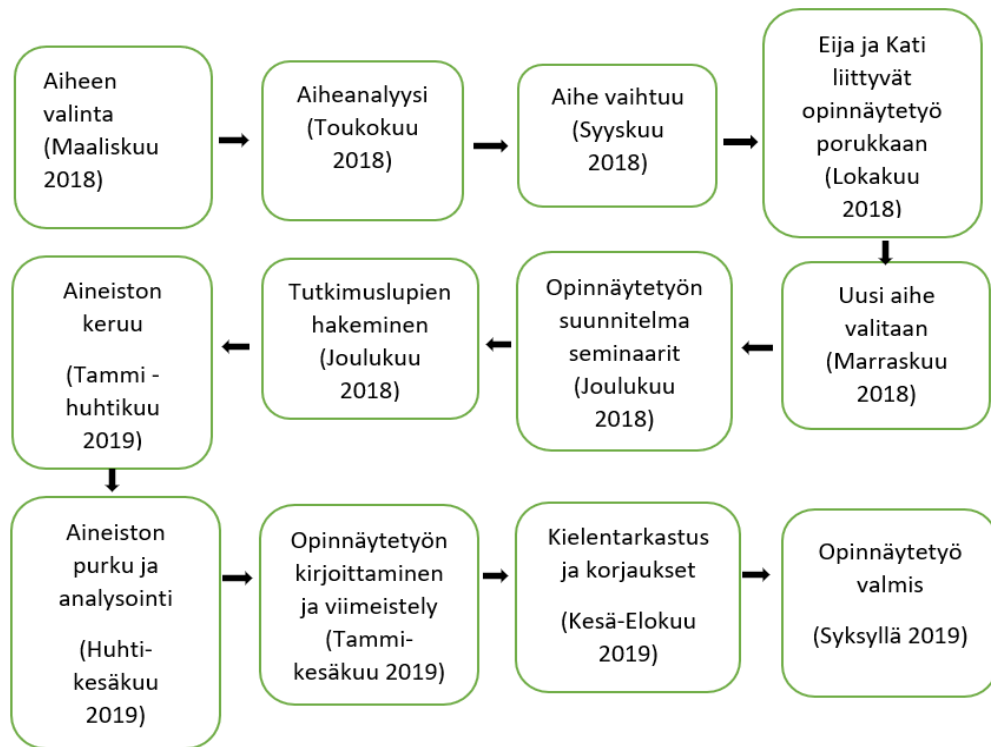 Aiheen
valinta
(Maaliskuu
2018)
Aiheanalyysi
(Toukokuu
2018)
Aihe vaihtuu
(Syyskuu
2018)
Eija ja Kati
liittyvät
opinnäytetyö
porukkaan
(Lokakuu
2018)
Uusi aihe
valitaan
(Marraskuu
2018)
Opinnäytetyön
suunnitelma
seminaarit
(Joulukuu
2018)
Tutkimuslupien
hakeminen
(Joulukuu
2018)
Aineiston
keruu
(Tammi -
huhtikuu
2019)
Aineiston
purku ja
analysointi
(Huhti-
kesäkuu
2019)
Opinnäytetyön
kirjoittaminen
ja viimeistely
(Tammi-
kesäkuu 2019)
Kielentarkastus
ja korjaukset
(Kesä-Elokuu
2019)
Opinnäytetyö
valmis
(Syksyllä 2019)